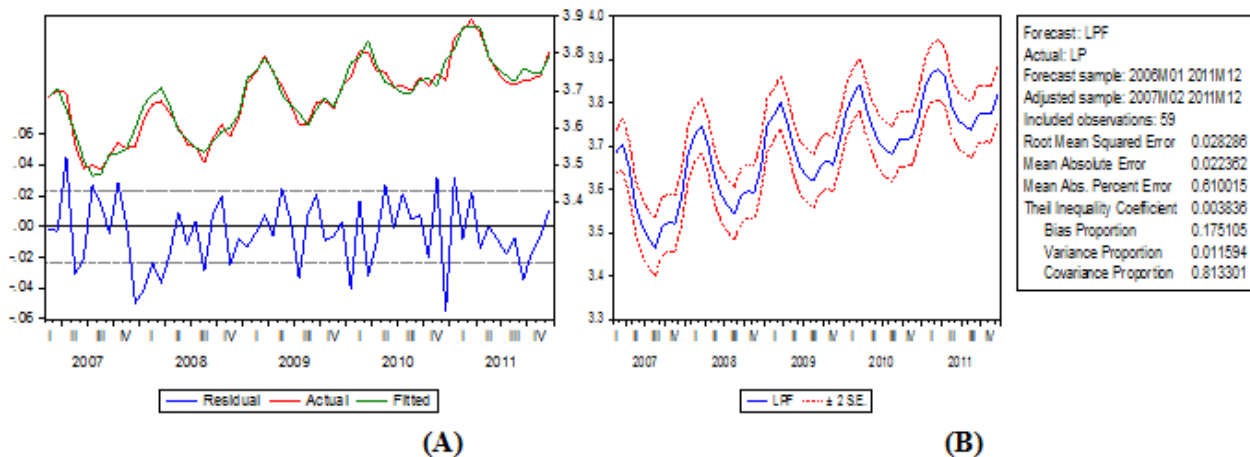 3.9
3.8
3.7
3.6
3.5
3.4
.06
.04
.02
.00
-.02
-.04
-.06
I II III IV I II III IV I II III IV I II III IV I II III IV
2007 2008 2009 2010 2011
Residual Actual Fitted
(A)
4.0
3.9
3.8
3.7
3.6
3.5
3.4
3.3
I II III IV I II III IV I II III IV I II III IV I II III IV
2007 2008 2009 2010 2011
LPF ± 2 S.E.
(B)
Forecast: LPF
Actual: LP
Forecast sample: 2006M01 2011M12
Adjusted sample: 2007M02 2011M12
Included observations: 59
Root Mean Squared Error 0.028286
Mean Absolute Error 0.022362
Mean Abs. Percent Error 0.610015
Theil Inequality Coefficient 0.003836
Bias Proportion 0.175105
Variance Proportion 0.011594
Covariance Proportion 0.813301